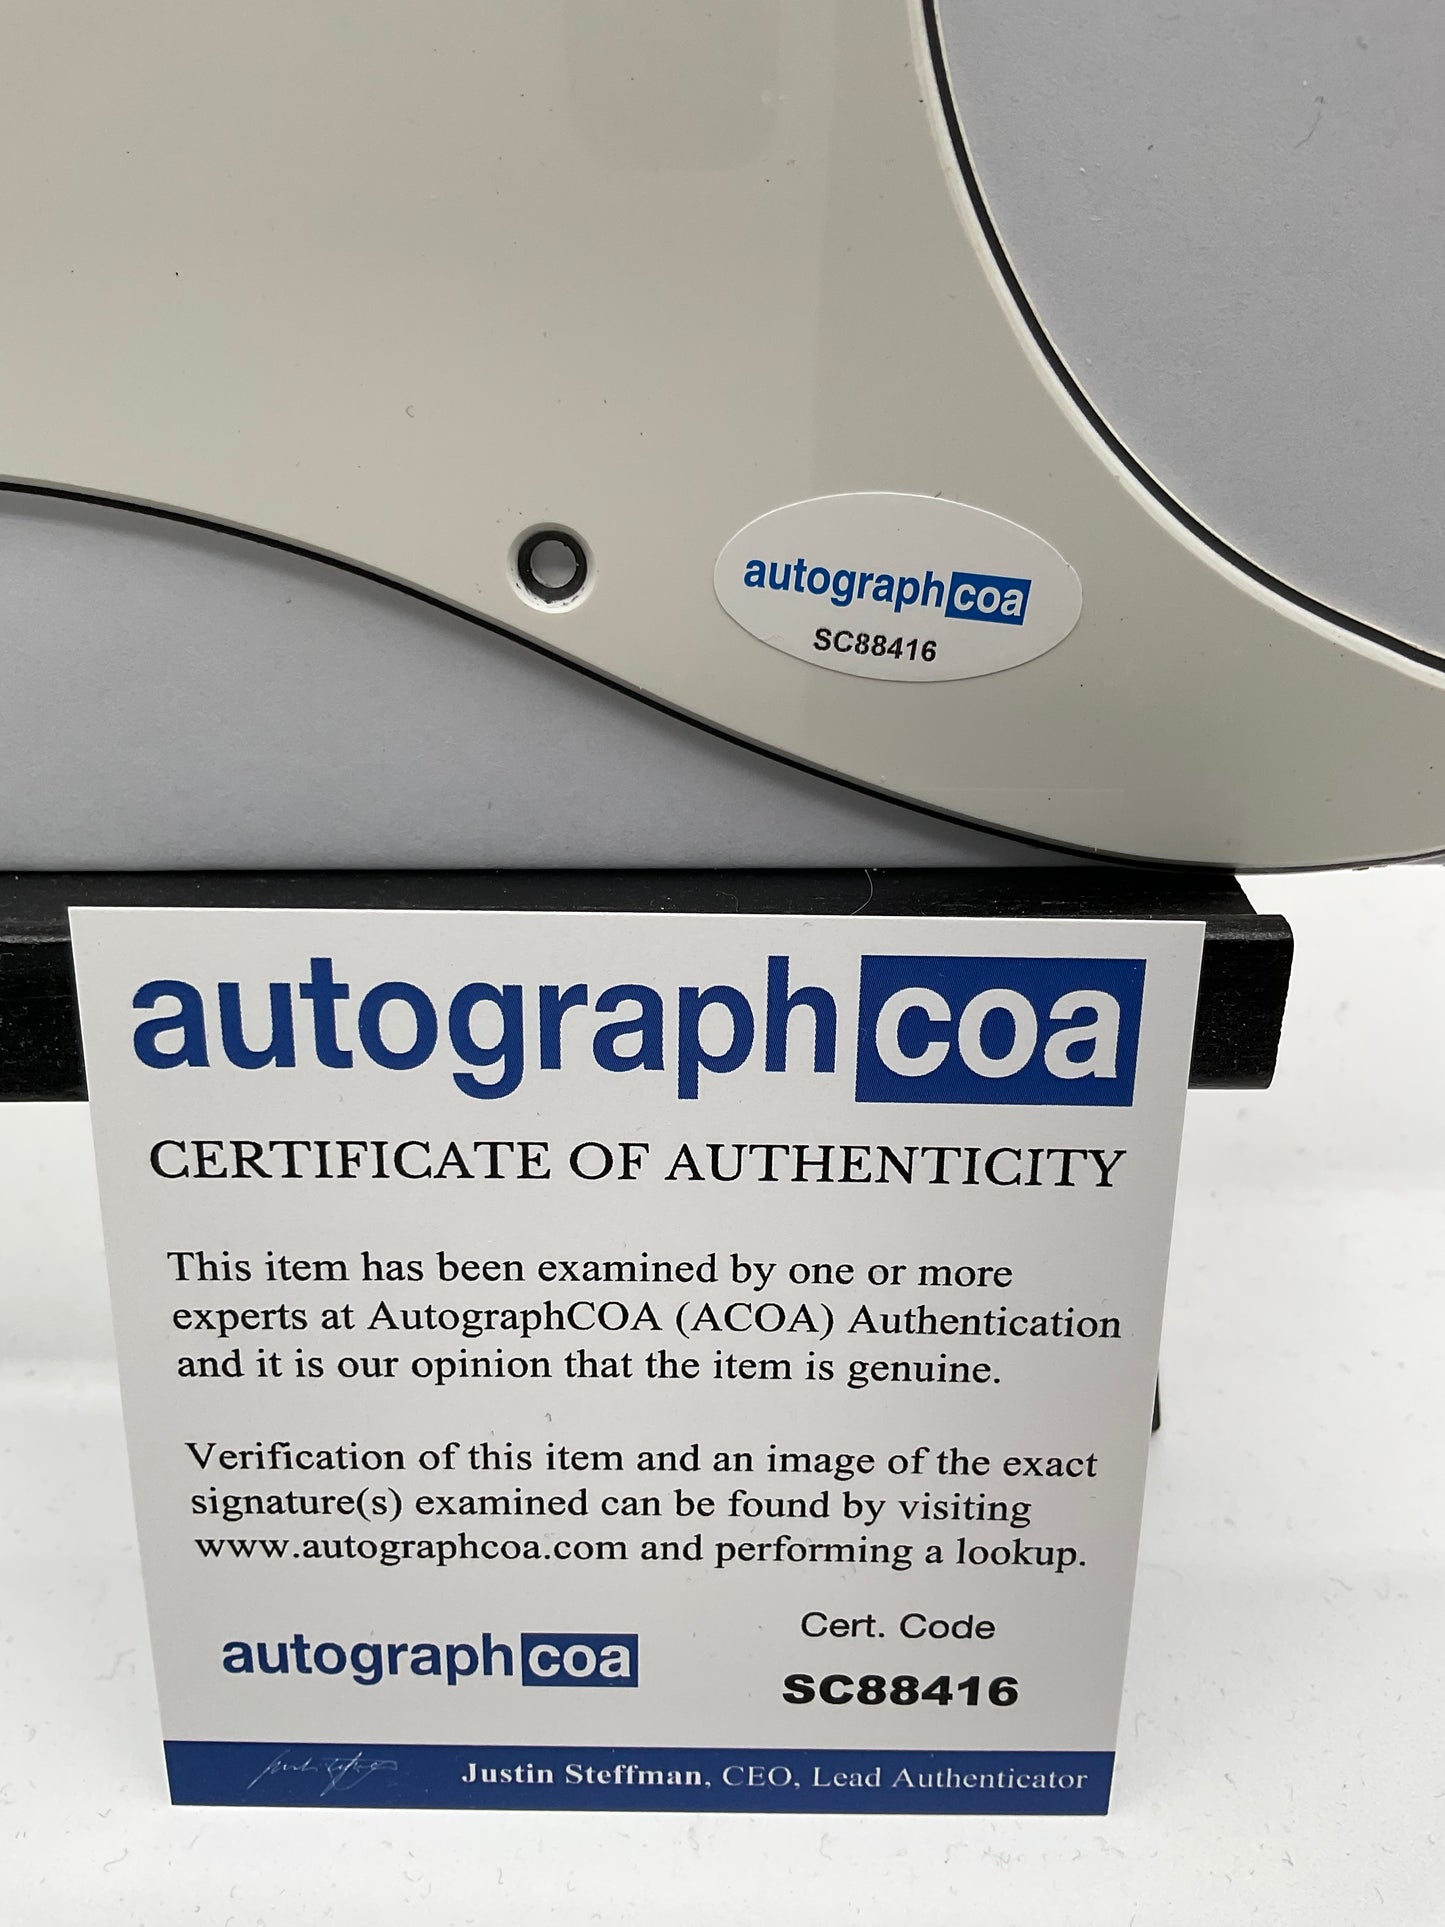 autographcoa
SC88416
autographcoa
CERTIFICATE OF AUTHENTICITY
This item has been examined by one or more
experts at AutographCOA (ACOA) Authentication
and it is our opinion that the item is genuine.
Verification of this item and an image of the exact
signature(s) examined can be found by visiting
www.autographcoa.com and performing a lookup.
autographcoa
Cert. Code
SC88416
Justin Steffman, CEO, Lead Authenticator